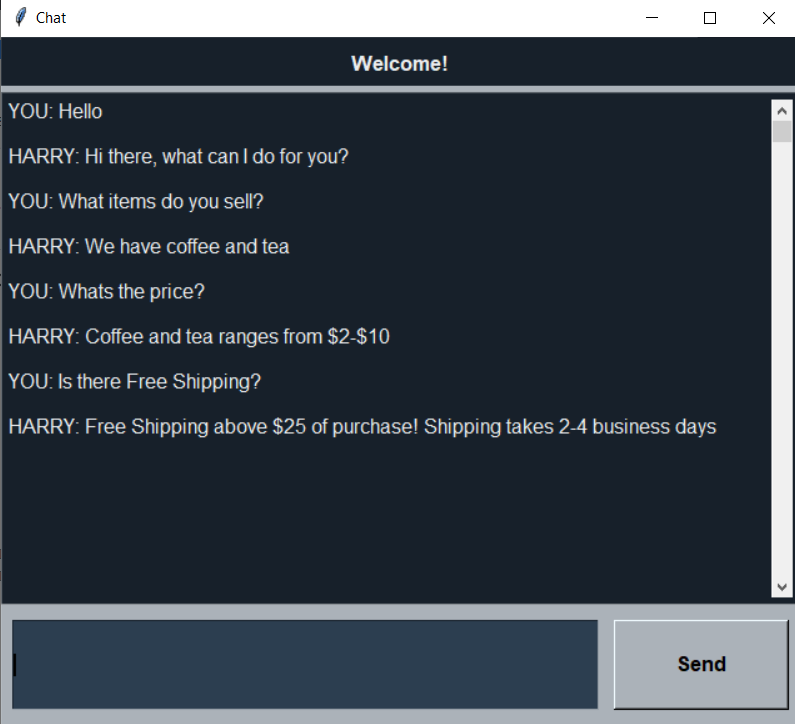 Chat
Welcome!
YOU: Hello
HARRY: Hi there, what can I do for you?
YOU: What items do you sell?
HARRY: We have coffee and tea
YOU: Whats the price?
HARRY: Coffee and tea ranges from $2-$10
YOU: Is there Free Shipping?
HARRY: Free Shipping above $25 of purchase! Shipping takes 2-4 business days
Send